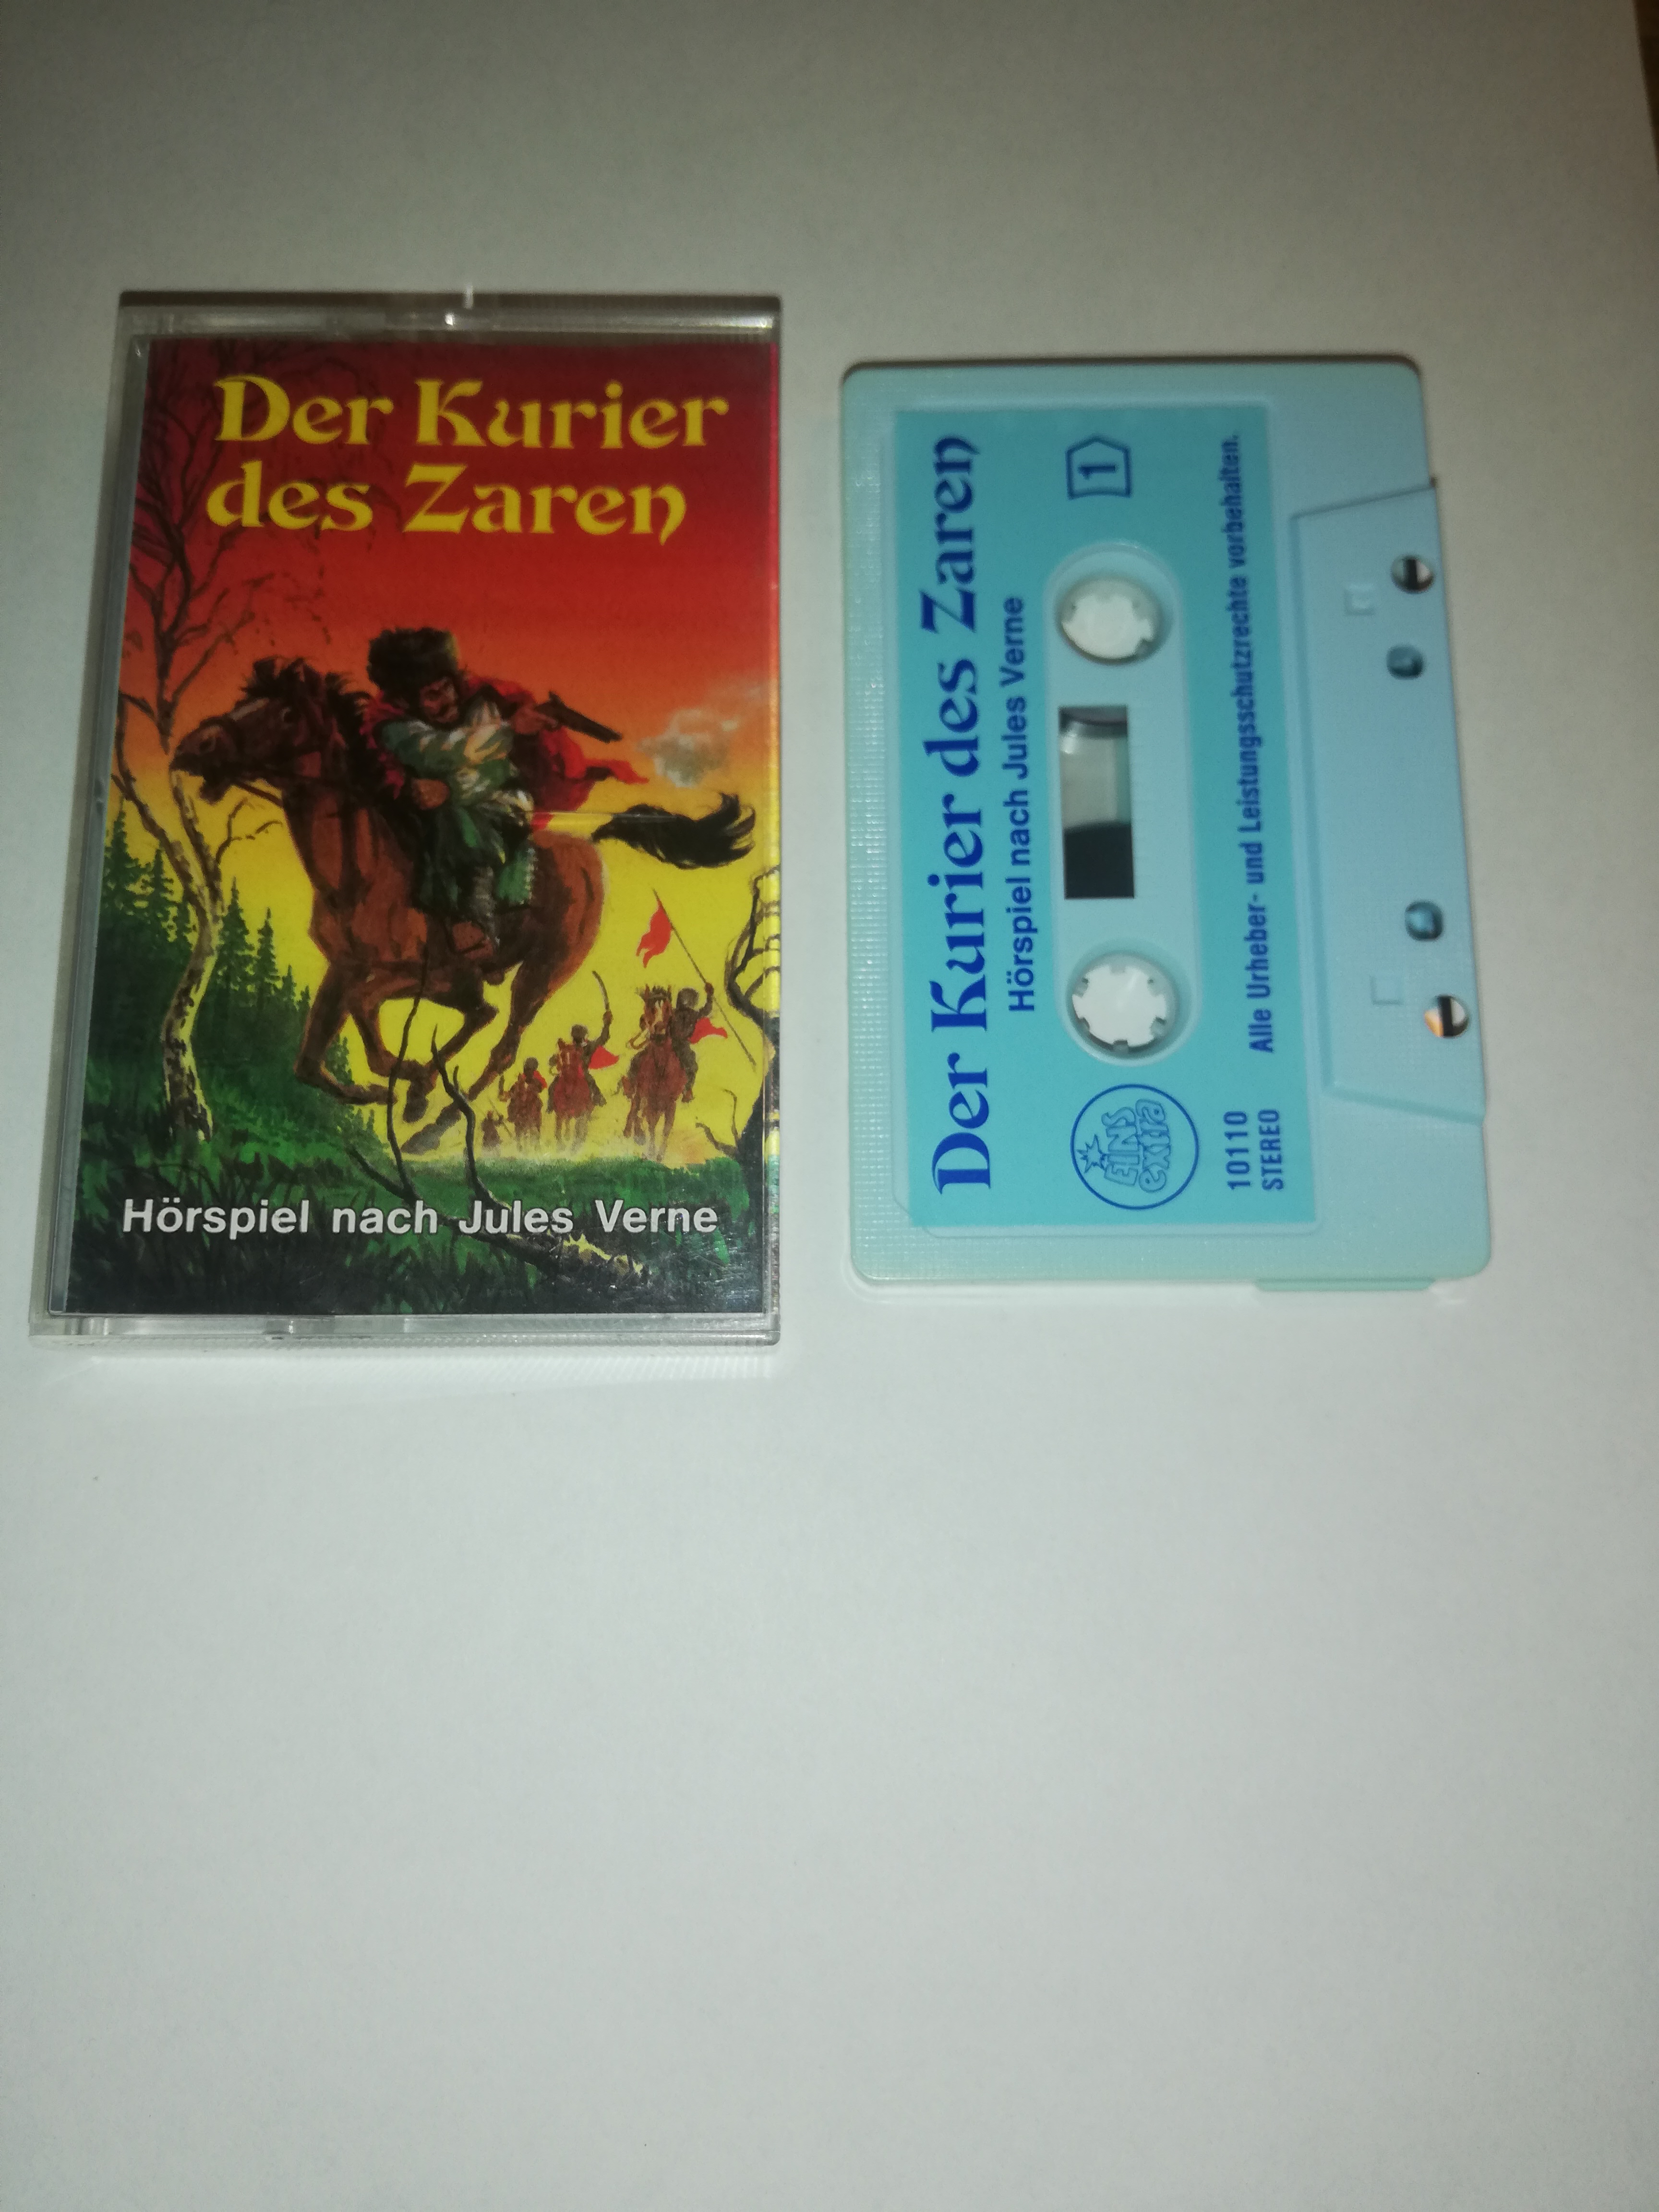 Der Kurier
des Zaren
Hörspiel nach Jules Verne
Der Kurier des Zaren
Hörspiel nach Jules Verne
1
EINS
extra
10110
STEREO
Alle Urheber- und Leistungsschutzrechte vorbehalten.